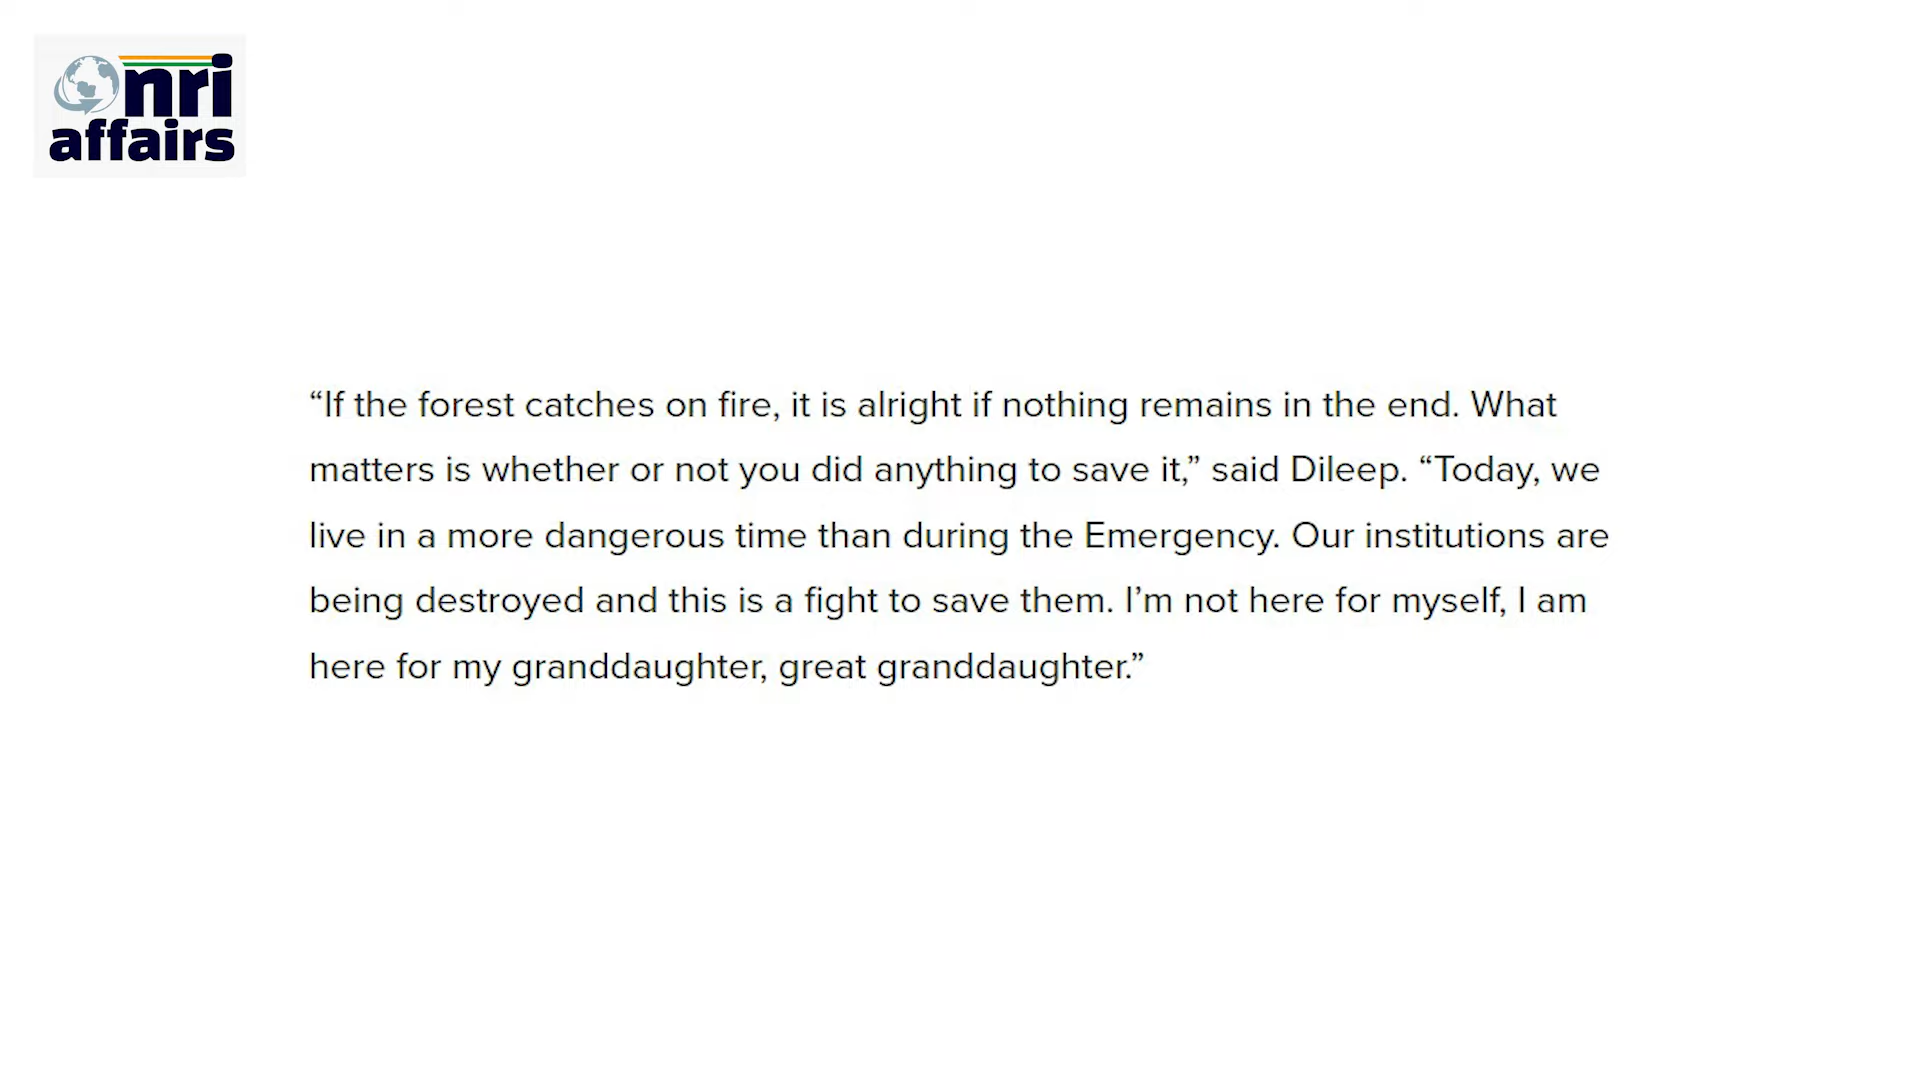 nri
affairs
“If the forest catches on fire, it is alright if nothing remains in the end. What
matters is whether or not you did anything to save it,” said Dileep. “Today, we
live in a more dangerous time than during the Emergency. Our institutions are
being destroyed and this is a fight to save them. I’m not here for myself, I am
here for my granddaughter, great granddaughter.”